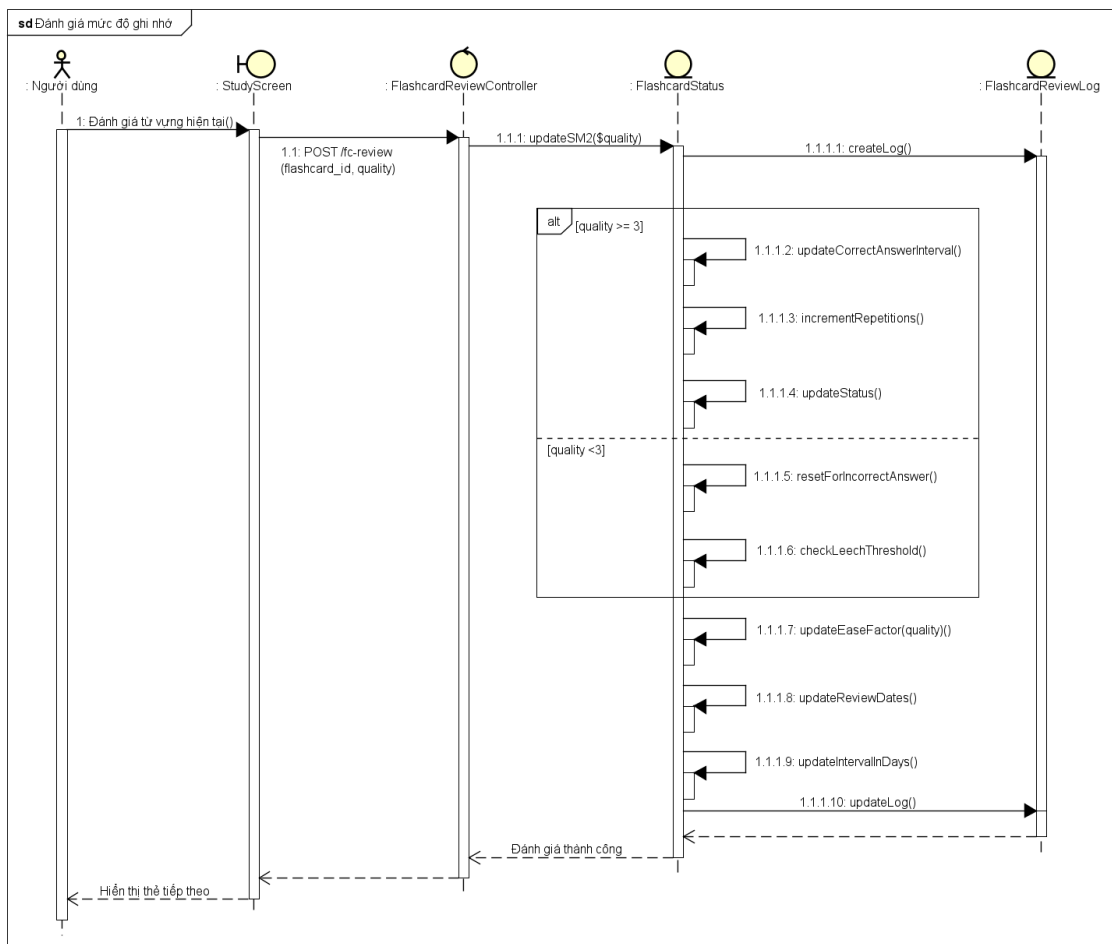 sd Đánh giá mức độ ghi nhớ
: Người dùng
: StudyScreen
: FlashcardReviewController
: FlashcardStatus
: FlashcardReviewLog
1: Đánh giá từ vựng hiện tại()
1.1: POST /fc-review
(flashcard_id, quality)
1.1.1: updateSM2($quality)
1.1.1.1: createLog()
alt [quality >= 3]
1.1.1.2: updateCorrectAnswerInterval()
1.1.1.3: incrementRepetitions()
1.1.1.4: updateStatus()
[quality <3]
1.1.1.5: resetForIncorrectAnswer()
1.1.1.6: checkLeechThreshold()
1.1.1.7: updateEaseFactor(quality)()
1.1.1.8: updateReviewDates()
1.1.1.9: updateIntervalInDays()
1.1.1.10: updateLog()
Đánh giá thành công
Hiển thị thẻ tiếp theo